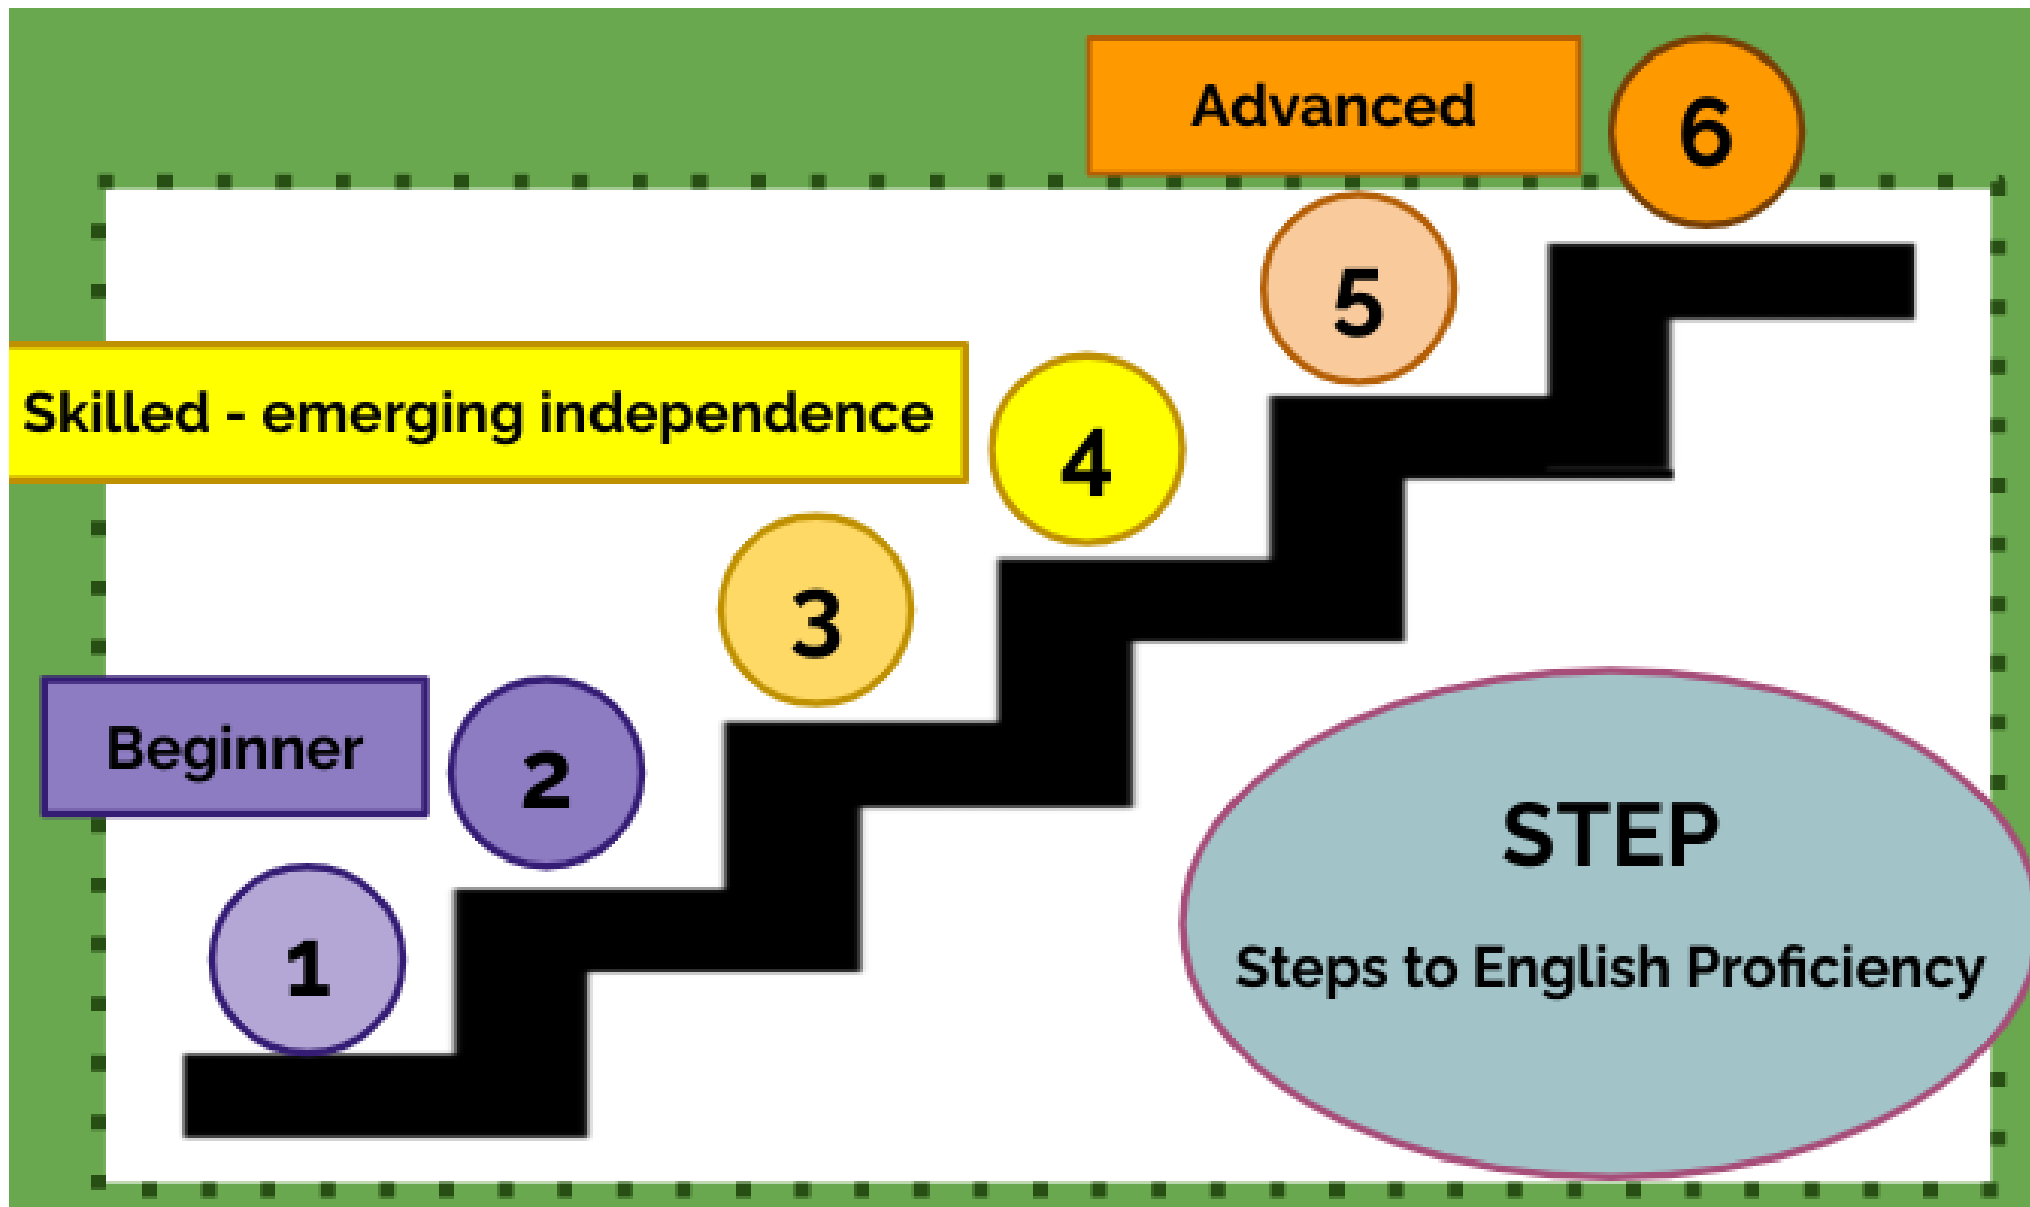 Advanced
6
5
Skilled - emerging independence
4
3
Beginner
2
1
STEP
Steps to English Proficiency